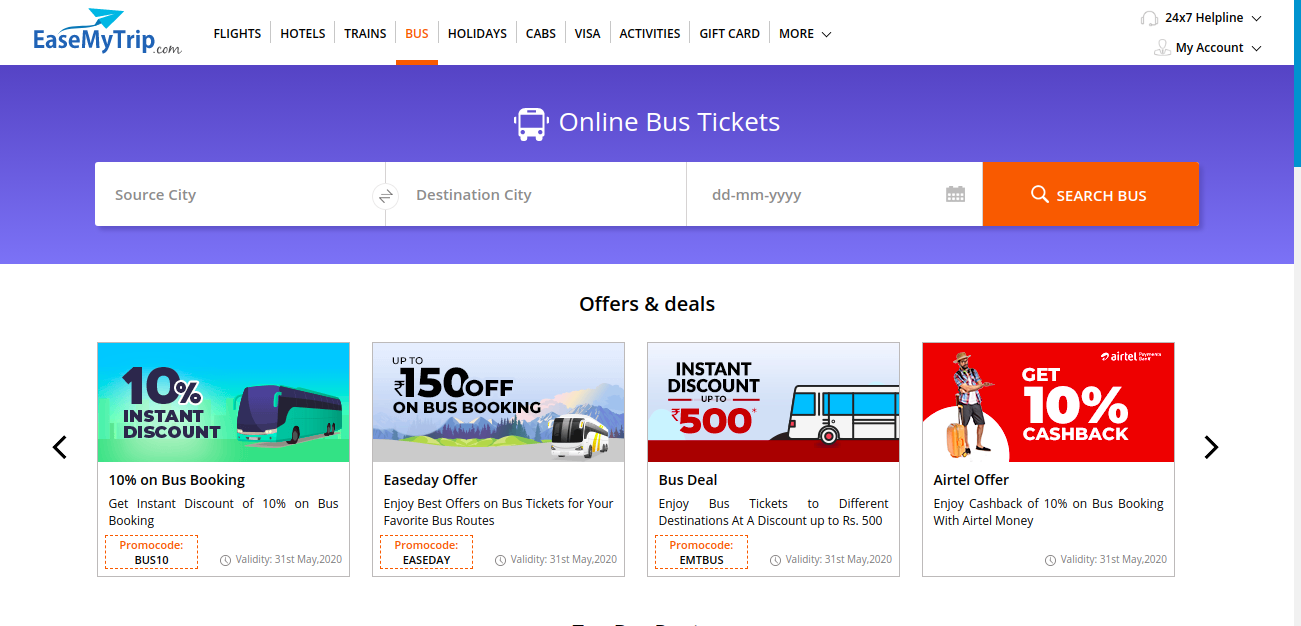 EaseMyTrip.com
FLIGHTS HOTELS TRAINS BUS HOLIDAYS CABS VISA ACTIVITIES GIFT CARD MORE
24x7 Helpline
My Account
Online Bus Tickets
Source City Destination City dd-mm-yyyy SEARCH BUS
Offers & deals
10%
INSTANT
DISCOUNT
10% on Bus Booking
Get Instant Discount of 10% on Bus
Booking
Promocode:
BUS10
Validity: 31st May,2020
UP TO
₹150 OFF
ON BUS BOOKING
Easeday Offer
Enjoy Best Offers on Bus Tickets for Your
Favorite Bus Routes
Promocode:
EASEDAY
Validity: 31st May,2020
INSTANT
DISCOUNT
UP TO
₹500*
Bus Deal
Enjoy Bus Tickets to Different
Destinations At A Discount up to Rs. 500
Promocode:
EMTBUS
Validity: 31st May,2020
airtel Payments Bank
GET
10%
CASHBACK
Airtel Offer
Enjoy Cashback of 10% on Bus Booking
With Airtel Money
Validity: 31st May,2020